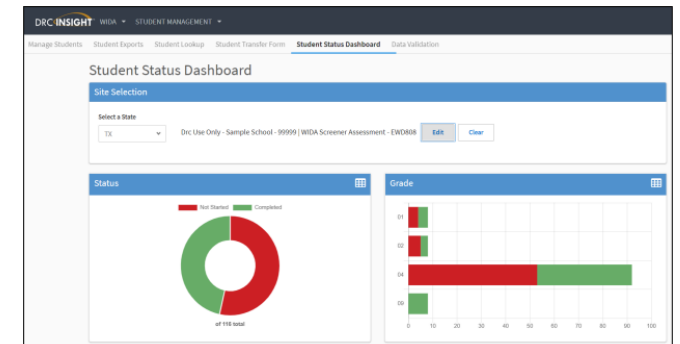 DRC INSIGHT WIDA STUDENT MANAGEMENT
Manage Students Student Exports Student Lookup Student Transfer Form Student Status Dashboard Data Validation
Student Status Dashboard
Site Selection
Select a State
TX Drc Use Only - Sample School - 99999 | WIDA Screener Assessment - EWD808 Edit Clear
Status
Not Started Completed
of 116 total
Grade
01
02
04
09
0 10 20 30 40 50 60 70 80 90 100